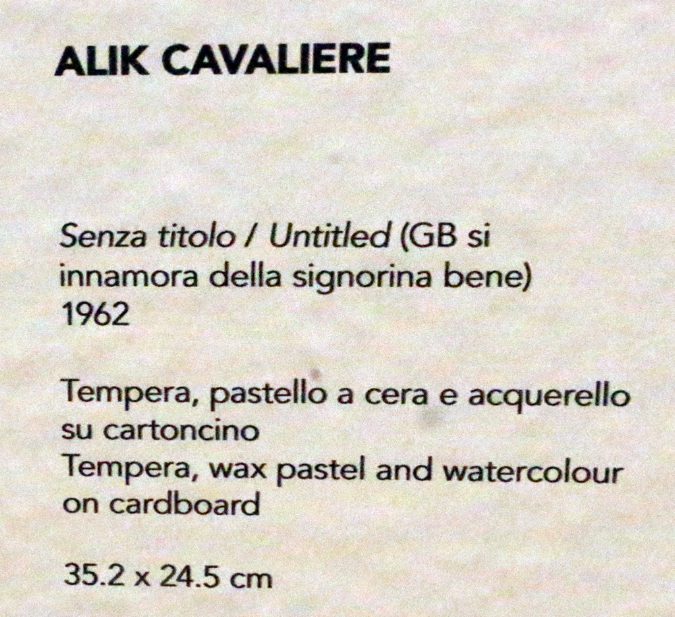 ALIK CAVALIERE
Senza titolo / Untitled (GB si
innamora della signorina bene)
1962
Tempera, pastello a cera e acquerello
su cartoncino
Tempera, wax pastel and watercolour
on cardboard
35.2 x 24.5 cm